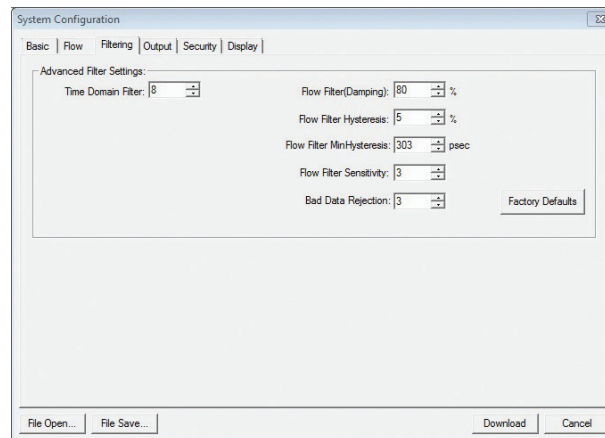 System Configuration
Basic Flow Filtering Output Security Display
Advanced Filter Settings:
Time Domain Filter: 8
Flow Filter(Damping): 80 %
Flow Filter Hysteresis: 5 %
Flow Filter MinHysteresis: 303 psec
Flow Filter Sensitivity: 3
Bad Data Rejection: 3
Factory Defaults
File Open... File Save... Download Cancel